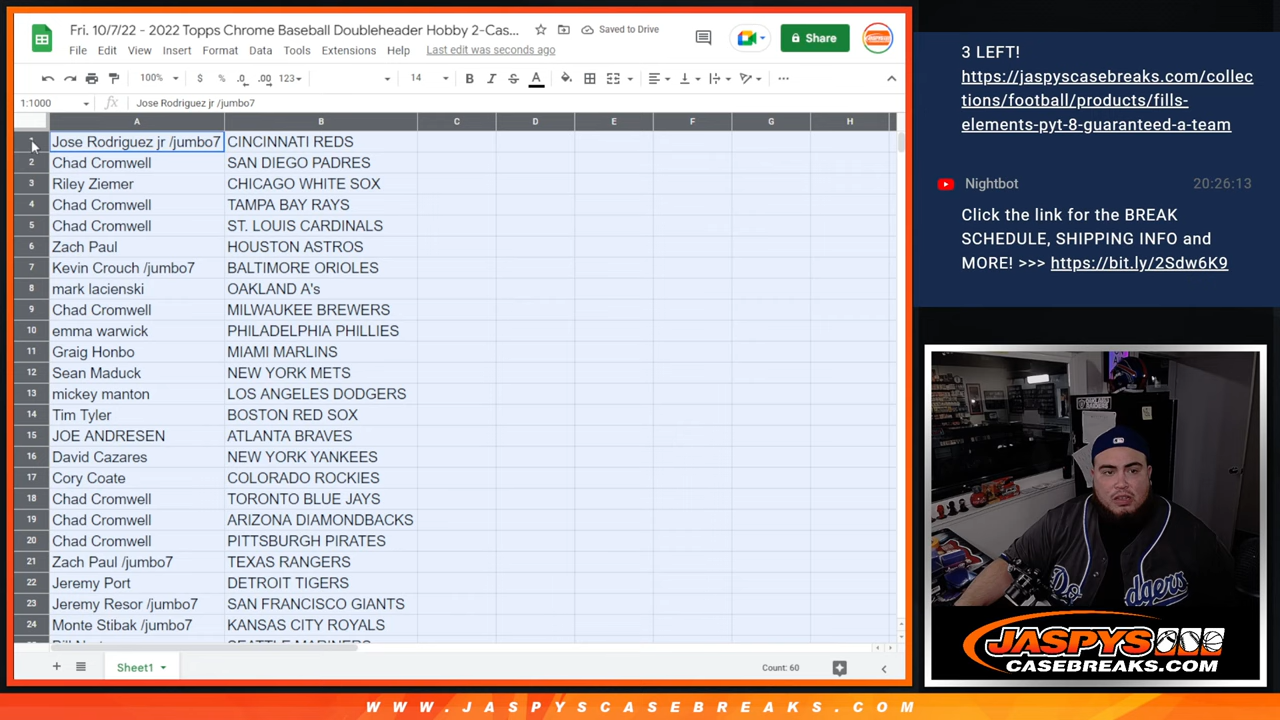 Fri. 10/7/22 - 2022 Topps Chrome Baseball Doubleheader Hobby 2-Cas...
Saved to Drive
Share
File Edit View Insert Format Data Tools Extensions Help Last edit was seconds ago
100% $ % .0 .00 123 14 B I S A
1:1000 fx Jose Rodriguez jr /jumbo7
A B C D E F G H
1 Jose Rodriguez jr /jumbo7 CINCINNATI REDS
2 Chad Cromwell SAN DIEGO PADRES
3 Riley Ziemer CHICAGO WHITE SOX
4 Chad Cromwell TAMPA BAY RAYS
5 Chad Cromwell ST. LOUIS CARDINALS
6 Zach Paul HOUSTON ASTROS
7 Kevin Crouch /jumbo7 BALTIMORE ORIOLES
8 mark lacienski OAKLAND A's
9 Chad Cromwell MILWAUKEE BREWERS
10 emma warwick PHILADELPHIA PHILLIES
11 Graig Honbo MIAMI MARLINS
12 Sean Maduck NEW YORK METS
13 mickey manton LOS ANGELES DODGERS
14 Tim Tyler BOSTON RED SOX
15 JOE ANDRESEN ATLANTA BRAVES
16 David Cazares NEW YORK YANKEES
17 Cory Coate COLORADO ROCKIES
18 Chad Cromwell TORONTO BLUE JAYS
19 Chad Cromwell ARIZONA DIAMONDBACKS
20 Chad Cromwell PITTSBURGH PIRATES
21 Zach Paul /jumbo7 TEXAS RANGERS
22 Jeremy Port DETROIT TIGERS
23 Jeremy Resor /jumbo7 SAN FRANCISCO GIANTS
24 Monte Stibak /jumbo7 KANSAS CITY ROYALS
SEATTLE MARINERS
Sheet1
Count: 60
3 LEFT!
https://jaspyscasebreaks.com/collec
tions/football/products/fills-
elements-pyt-8-guaranteed-a-team
Nightbot 20:26:13
Click the link for the BREAK
SCHEDULE, SHIPPING INFO and
MORE! >>> https://bit.ly/2Sdw6K9
JASPYS
CASEBREAKS.COM
WWW.JASPYSCASEBREAKS.COM